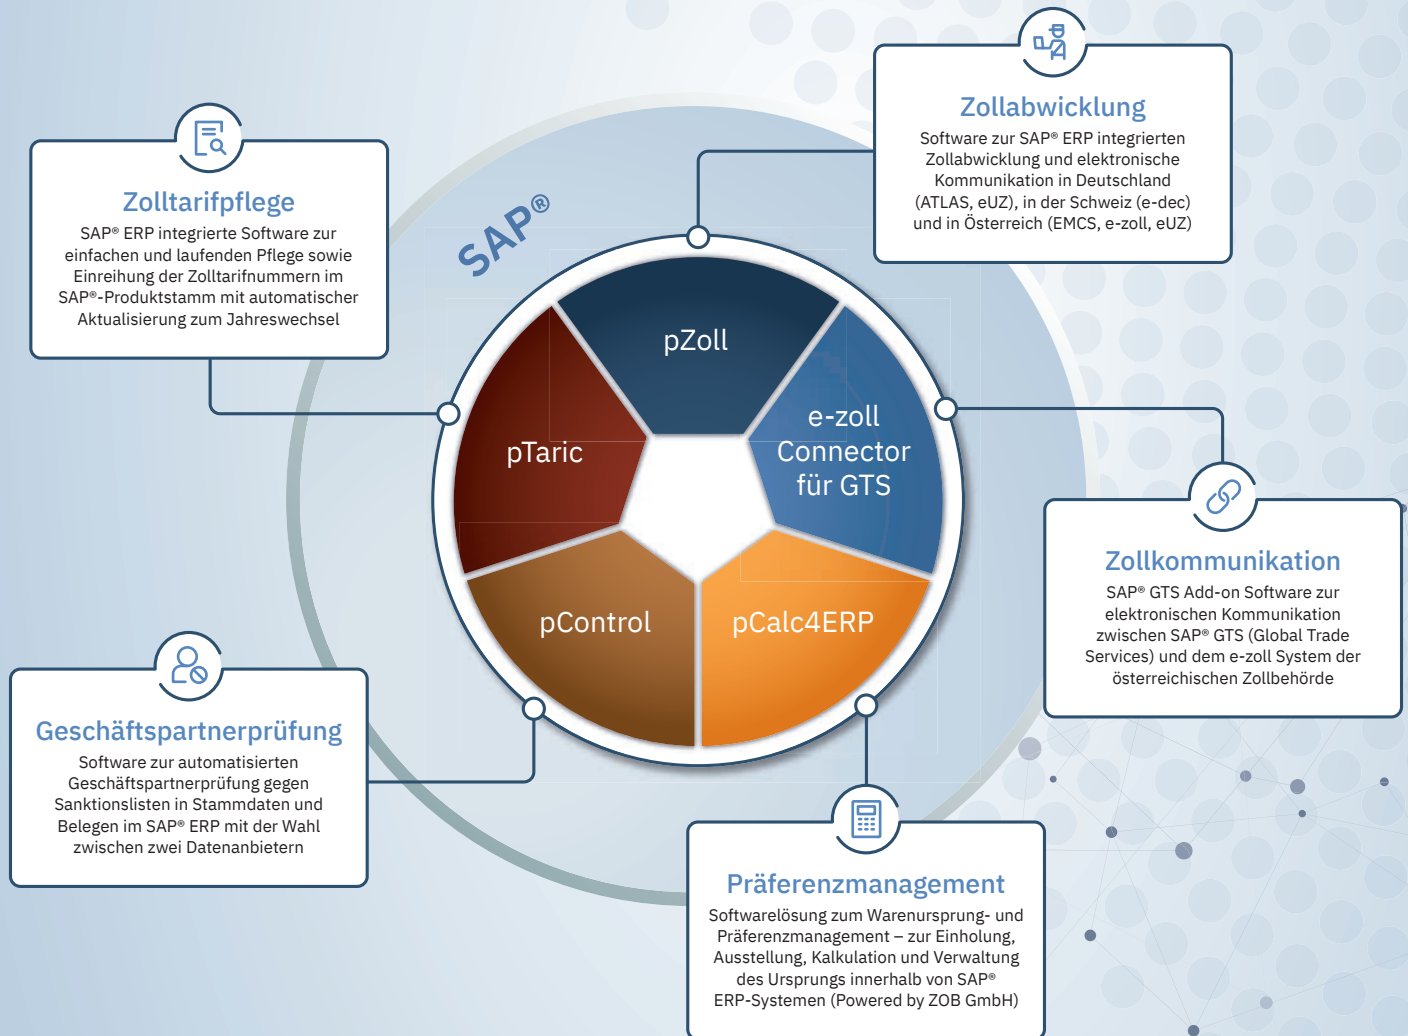 Zollabwicklung
Software zur SAP® ERP integrierten
Zollabwicklung und elektronische
Kommunikation in Deutschland
(ATLAS, eUZ), in der Schweiz (e-dec)
und in Österreich (EMCS, e-zoll, eUZ)
Zolltarifpflege
SAP® ERP integrierte Software zur
einfachen und laufenden Pflege sowie
Einreihung der Zolltarifnummern im
SAP®-Produktstamm mit automatischer
Aktualisierung zum Jahreswechsel
SAP®
pZoll
e-zoll
Connector
für GTS
pTaric
pControl
pCalc4ERP
Zollkommunikation
SAP® GTS Add-on Software zur
elektronischen Kommunikation
zwischen SAP® GTS (Global Trade
Services) und dem e-zoll System der
österreichischen Zollbehörde
Geschäftspartnerprüfung
Software zur automatisierten
Geschäftspartnerprüfung gegen
Sanktionslisten in Stammdaten und
Belegen im SAP® ERP mit der Wahl
zwischen zwei Datenanbietern
Präferenzmanagement
Softwarelösung zum Warenursprung- und
Präferenzmanagement – zur Einholung,
Ausstellung, Kalkulation und Verwaltung
des Ursprungs innerhalb von SAP®
ERP-Systemen (Powered by ZOB GmbH)